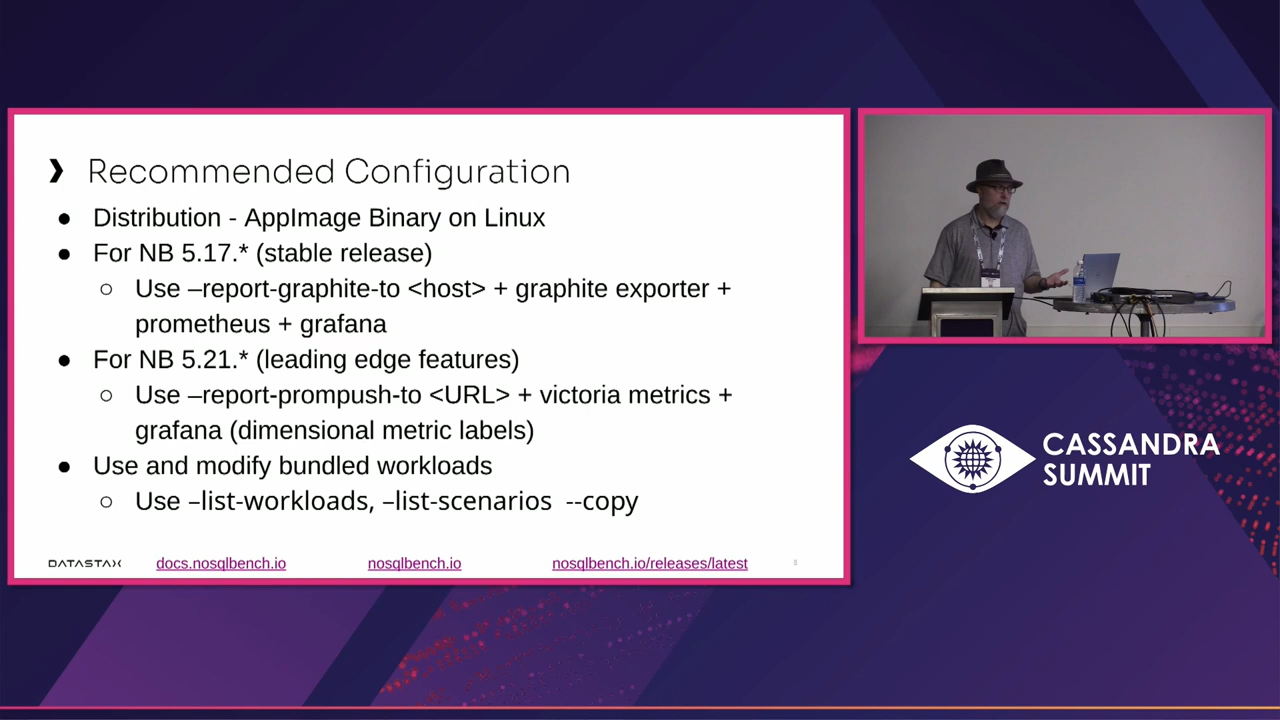 ❯ Recommended Configuration
● Distribution - AppImage Binary on Linux
● For NB 5.17.* (stable release)
○ Use –report-graphite-to <host> + graphite exporter +
prometheus + grafana
● For NB 5.21.* (leading edge features)
○ Use –report-prompush-to <URL> + victoria metrics +
grafana (dimensional metric labels)
● Use and modify bundled workloads
○ Use –list-workloads, –list-scenarios --copy
DATASTAX docs.nosqlbench.io nosqlbench.io nosqlbench.io/releases/latest
CASSANDRA
SUMMIT